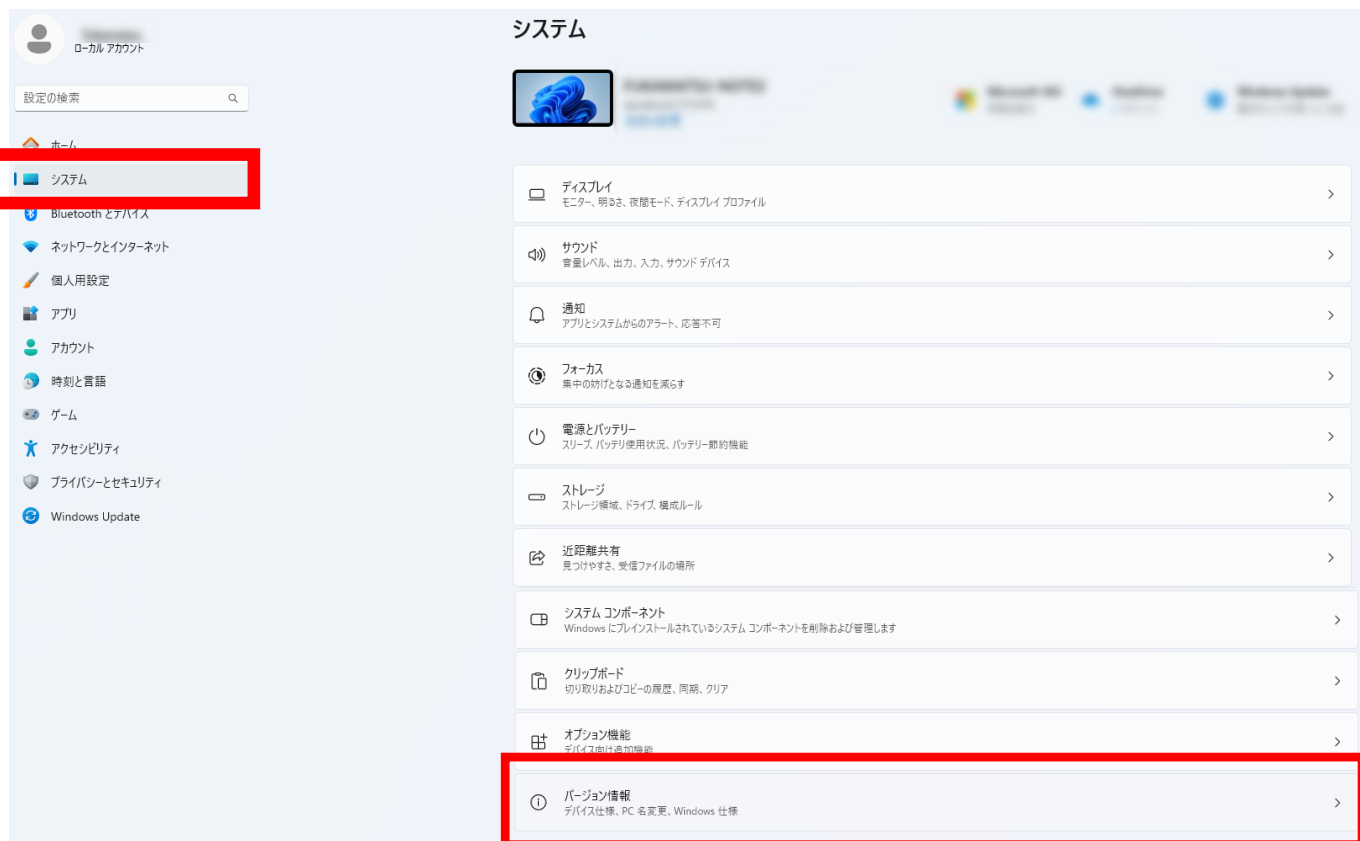 ローカル アカウント
設定の検索
ホーム
システム
Bluetooth とデバイス
ネットワークとインターネット
個人用設定
アプリ
アカウント
時刻と言語
ゲーム
アクセシビリティ
プライバシーとセキュリティ
Windows Update
システム
ディスプレイ
モニター、明るさ、夜間モード、ディスプレイ プロファイル
サウンド
音量レベル、出力、入力、サウンド デバイス
通知
アプリとシステムからのアラート、応答不可
フォーカス
集中の妨げとなる通知を減らす
電源とバッテリー
スリープ、バッテリ使用状況、バッテリー節約機能
ストレージ
ストレージ領域、ドライブ、構成ルール
近距離共有
見つけやすさ、受信ファイルの場所
システム コンポーネント
Windows にプレインストールされているシステム コンポーネントを削除および管理します
クリップボード
切り取りおよびコピーの履歴、同期、クリア
オプション機能
デバイス向け追加機能
バージョン情報
デバイス仕様、PC 名変更、Windows 仕様